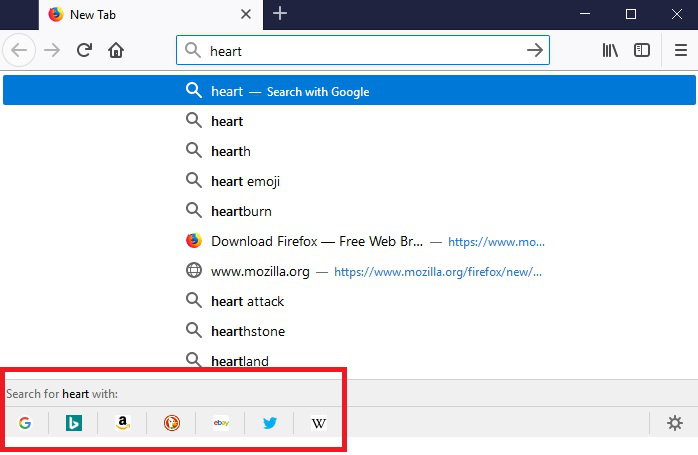 New Tab
heart
heart — Search with Google
heart
hearth
heart emoji
heartburn
Download Firefox — Free Web Br... — https://www.mo...
www.mozilla.org — https://www.mozilla.org/firefox/new/...
heart attack
hearthstone
heartland
Search for heart with:
G b a ebay W